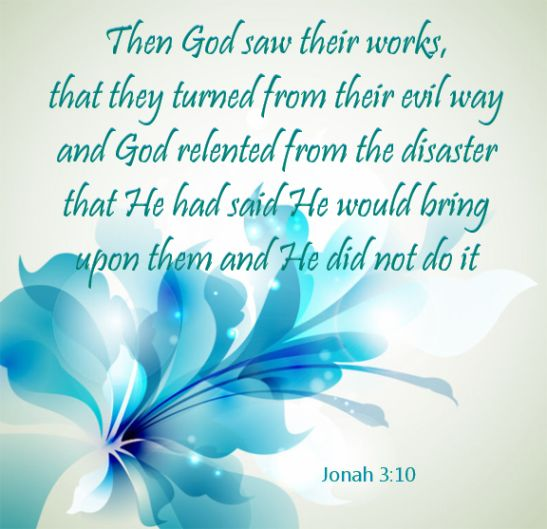 Then God saw their works,
that they turned from their evil way
and God relented from the disaster
that He had said He would bring
upon them and He did not do it
Jonah 3:10